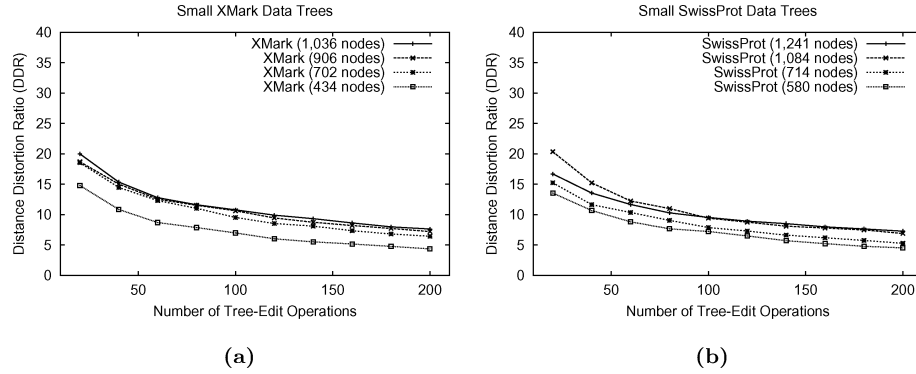 Small XMark Data Trees
Distance Distortion Ratio (DDR)
40
35
30
25
20
15
10
5
0
XMark (1,036 nodes)
XMark (906 nodes)
XMark (702 nodes)
XMark (434 nodes)
50
100
150
200
Number of Tree-Edit Operations
(a)
Small SwissProt Data Trees
Distance Distortion Ratio (DDR)
40
35
30
25
20
15
10
5
0
SwissProt (1,241 nodes)
SwissProt (1,084 nodes)
SwissProt (714 nodes)
SwissProt (580 nodes)
50
100
150
200
Number of Tree-Edit Operations
(b)